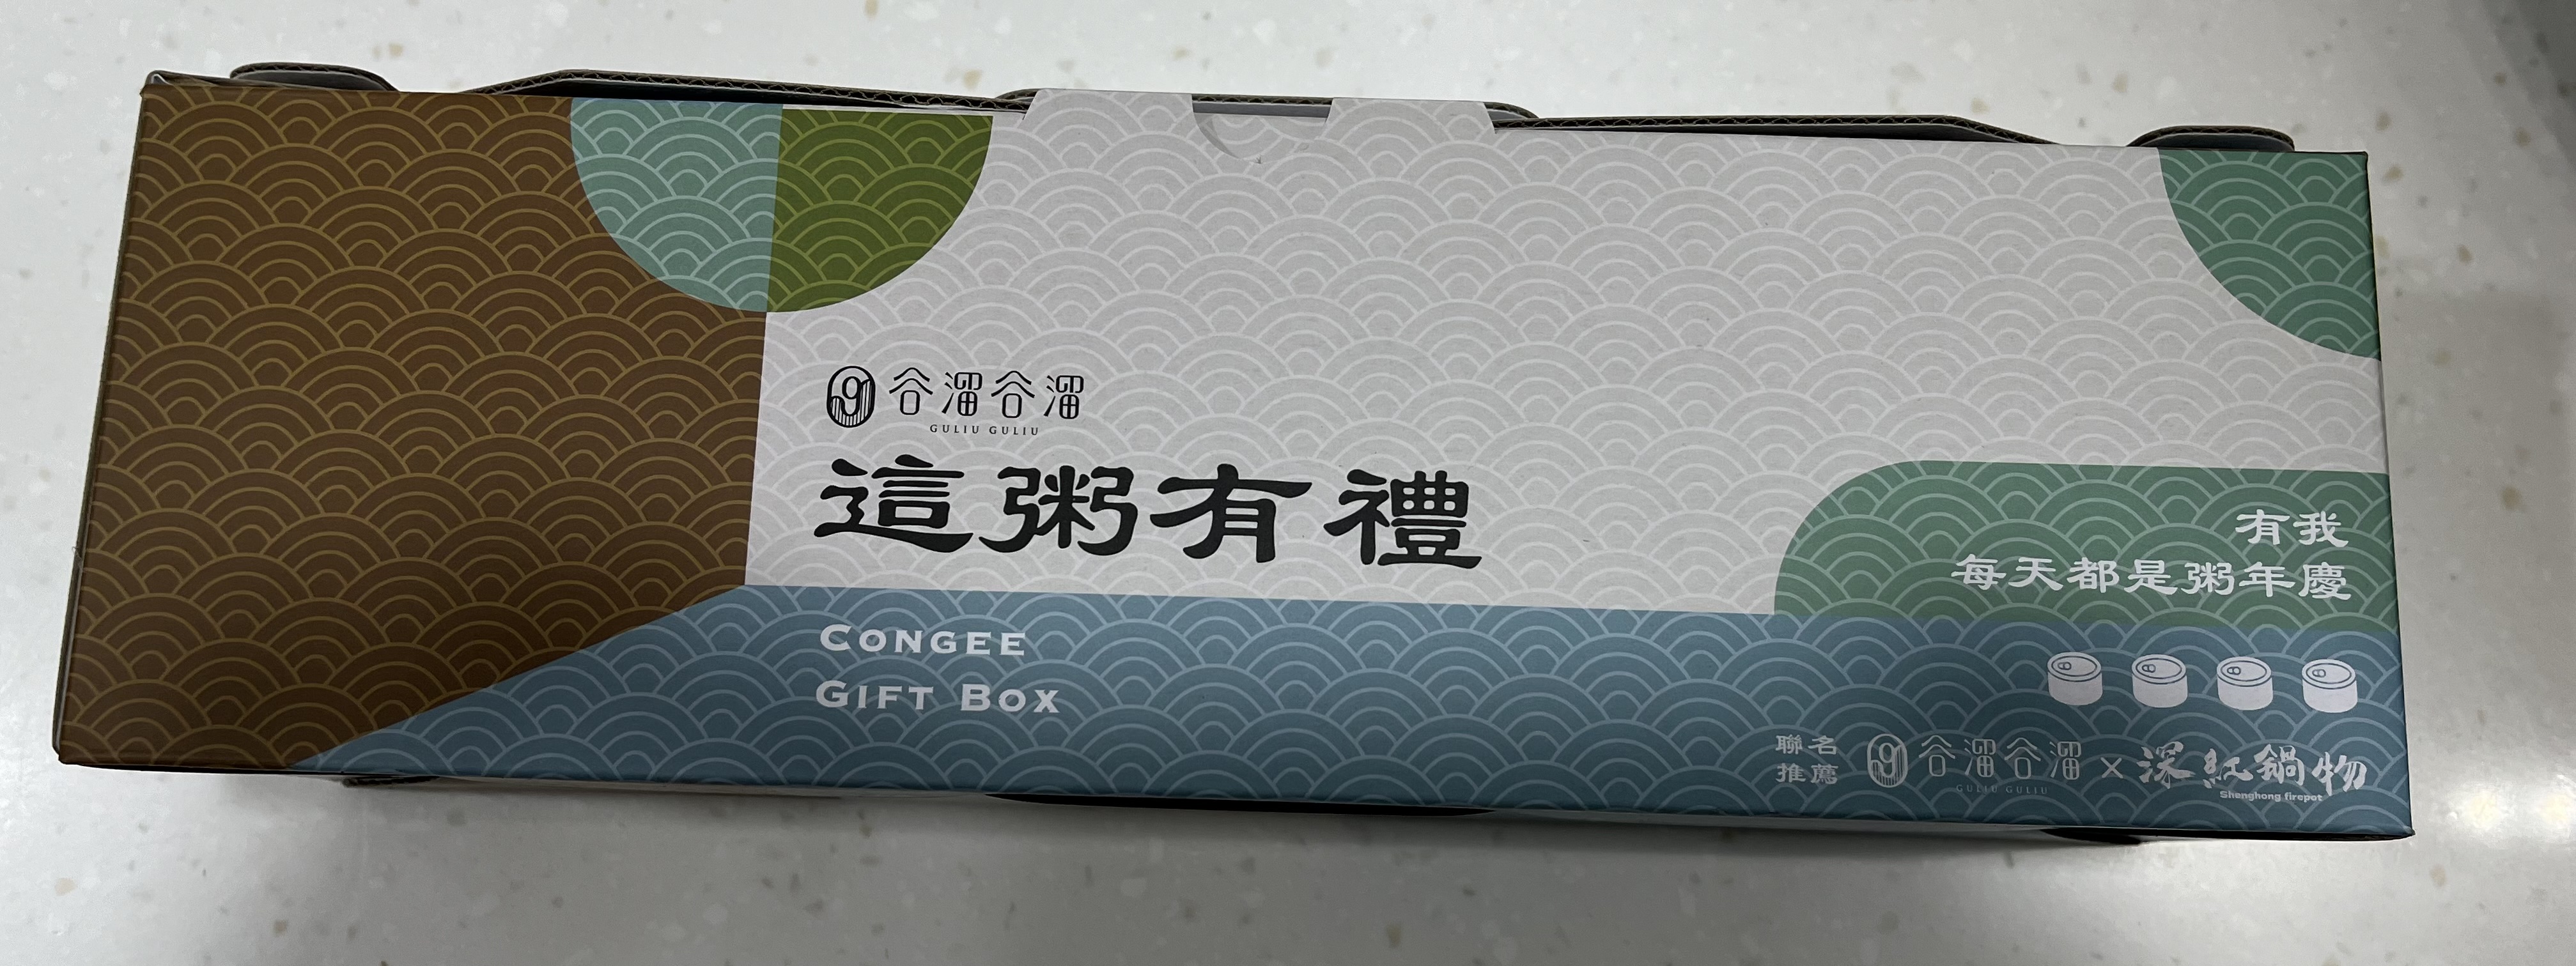 谷溜谷溜
GULIU GULIU
這粥有禮
CONGEE
GIFT BOX
有我
每天都是粥年慶
聯名
推薦
谷溜谷溜
GULIU GULIU
×
深紅鍋物
Shenghong firepot